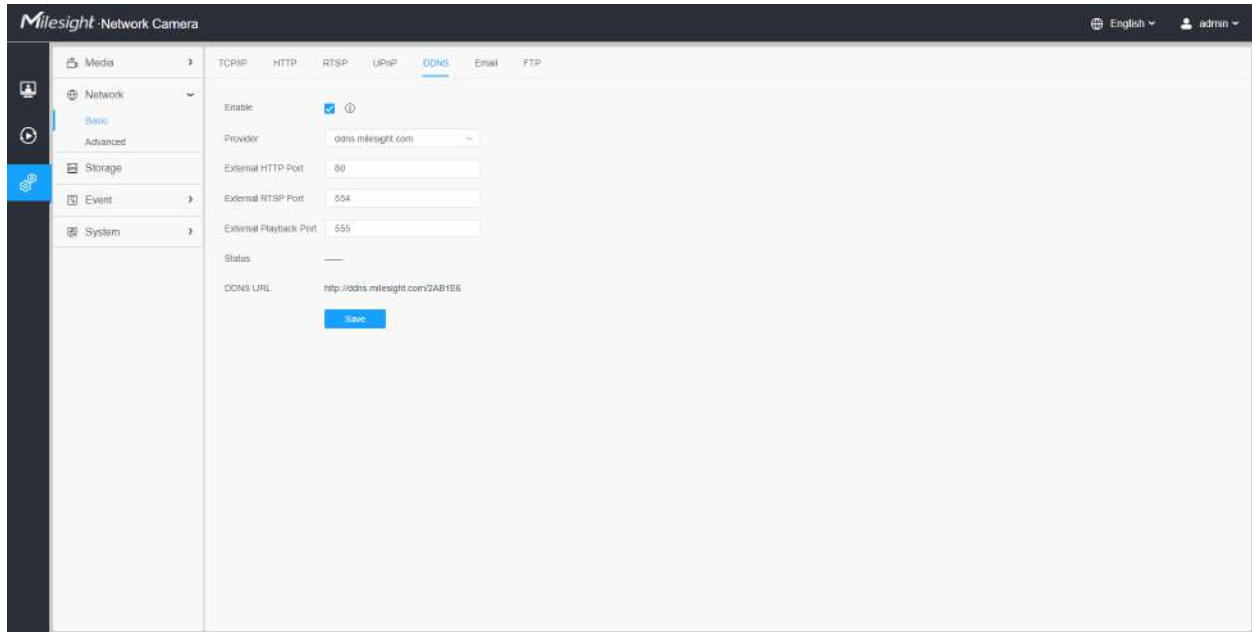 Milesight Network Camera
English
admin
Media
Network
Basic
Advanced
Storage
Event
System
TCP/IP HTTP RTSP UPnP DDNS Email FTP
Enable
Provider ddns.milesight.com
External HTTP Port 80
External RTSP Port 554
External Playback Port 555
Status ——
DDNS URL http://ddns.milesight.com/2AB1E6
Save